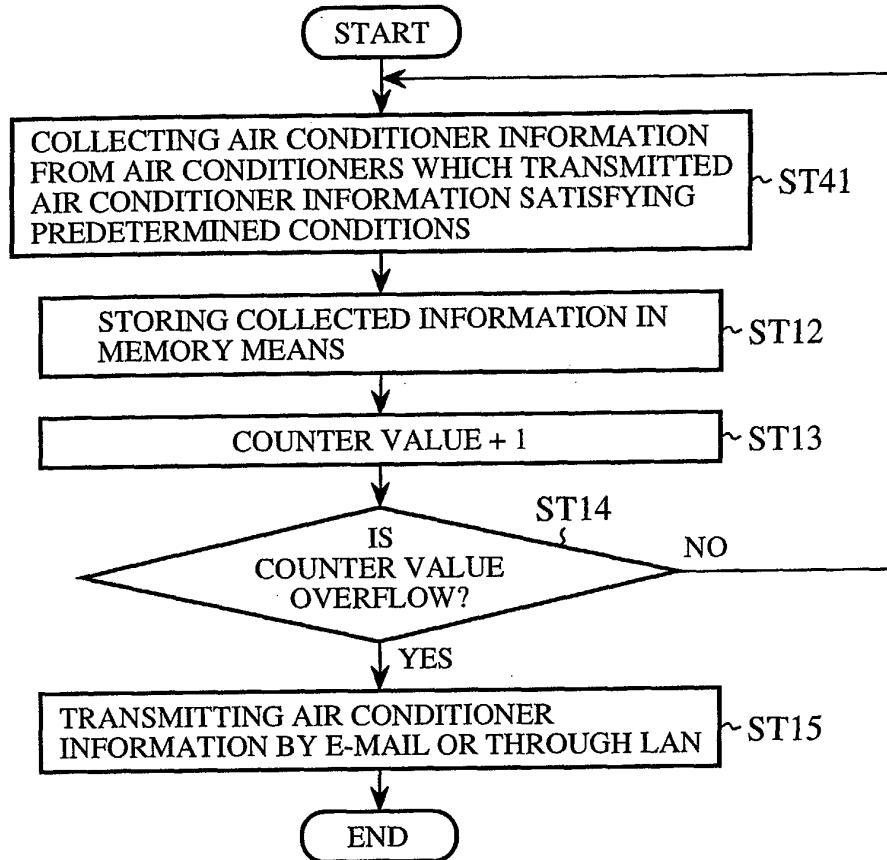 START
COLLECTING AIR CONDITIONER INFORMATION
FROM AIR CONDITIONERS WHICH TRANSMITTED
AIR CONDITIONER INFORMATION SATISFYING
PREDETERMINED CONDITIONS
ST41
STORING COLLECTED INFORMATION IN
MEMORY MEANS
ST12
COUNTER VALUE + 1
ST13
ST14
IS
COUNTER VALUE
OVERFLOW?
NO
YES
TRANSMITTING AIR CONDITIONER
INFORMATION BY E-MAIL OR THROUGH LAN
ST15
END